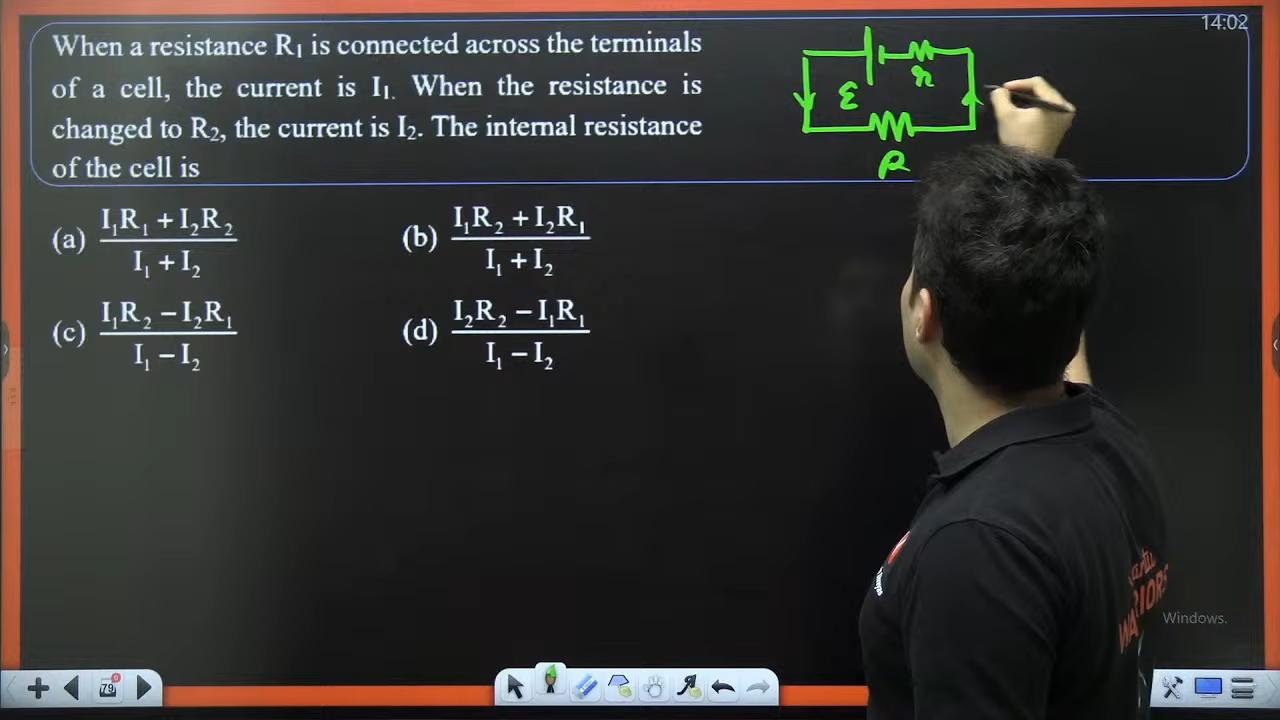 14:02
When a resistance R₁ is connected across the terminals
of a cell, the current is I₁. When the resistance is
changed to R₂, the current is I₂. The internal resistance
of the cell is
ε r
R
(a) (I₁R₁ + I₂R₂)/(I₁ + I₂) (b) (I₁R₂ + I₂R₁)/(I₁ + I₂)
(c) (I₁R₂ − I₂R₁)/(I₁ − I₂) (d) (I₂R₂ − I₁R₁)/(I₁ − I₂)
WARRIORS
Windows.
79